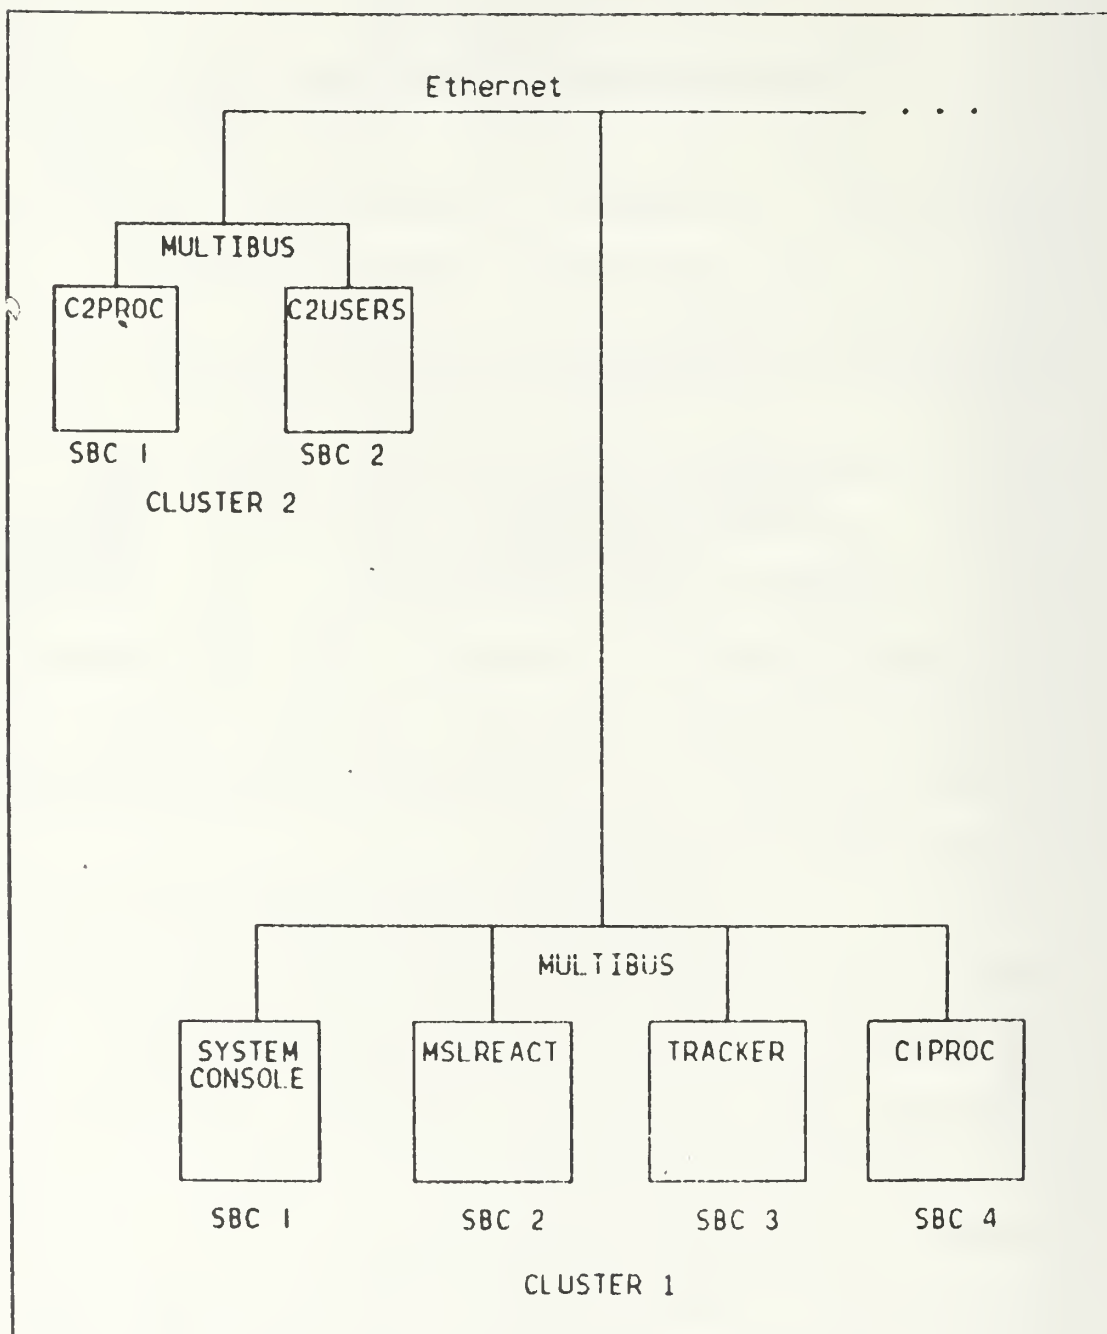 Ethernet
. . .
MULTIBUS
C2PROC
C2USERS
SBC 1
SBC 2
CLUSTER 2
MULTIBUS
SYSTEM
CONSOLE
MSLREACT
TRACKER
C1PROC
SBC 1
SBC 2
SBC 3
SBC 4
CLUSTER 1